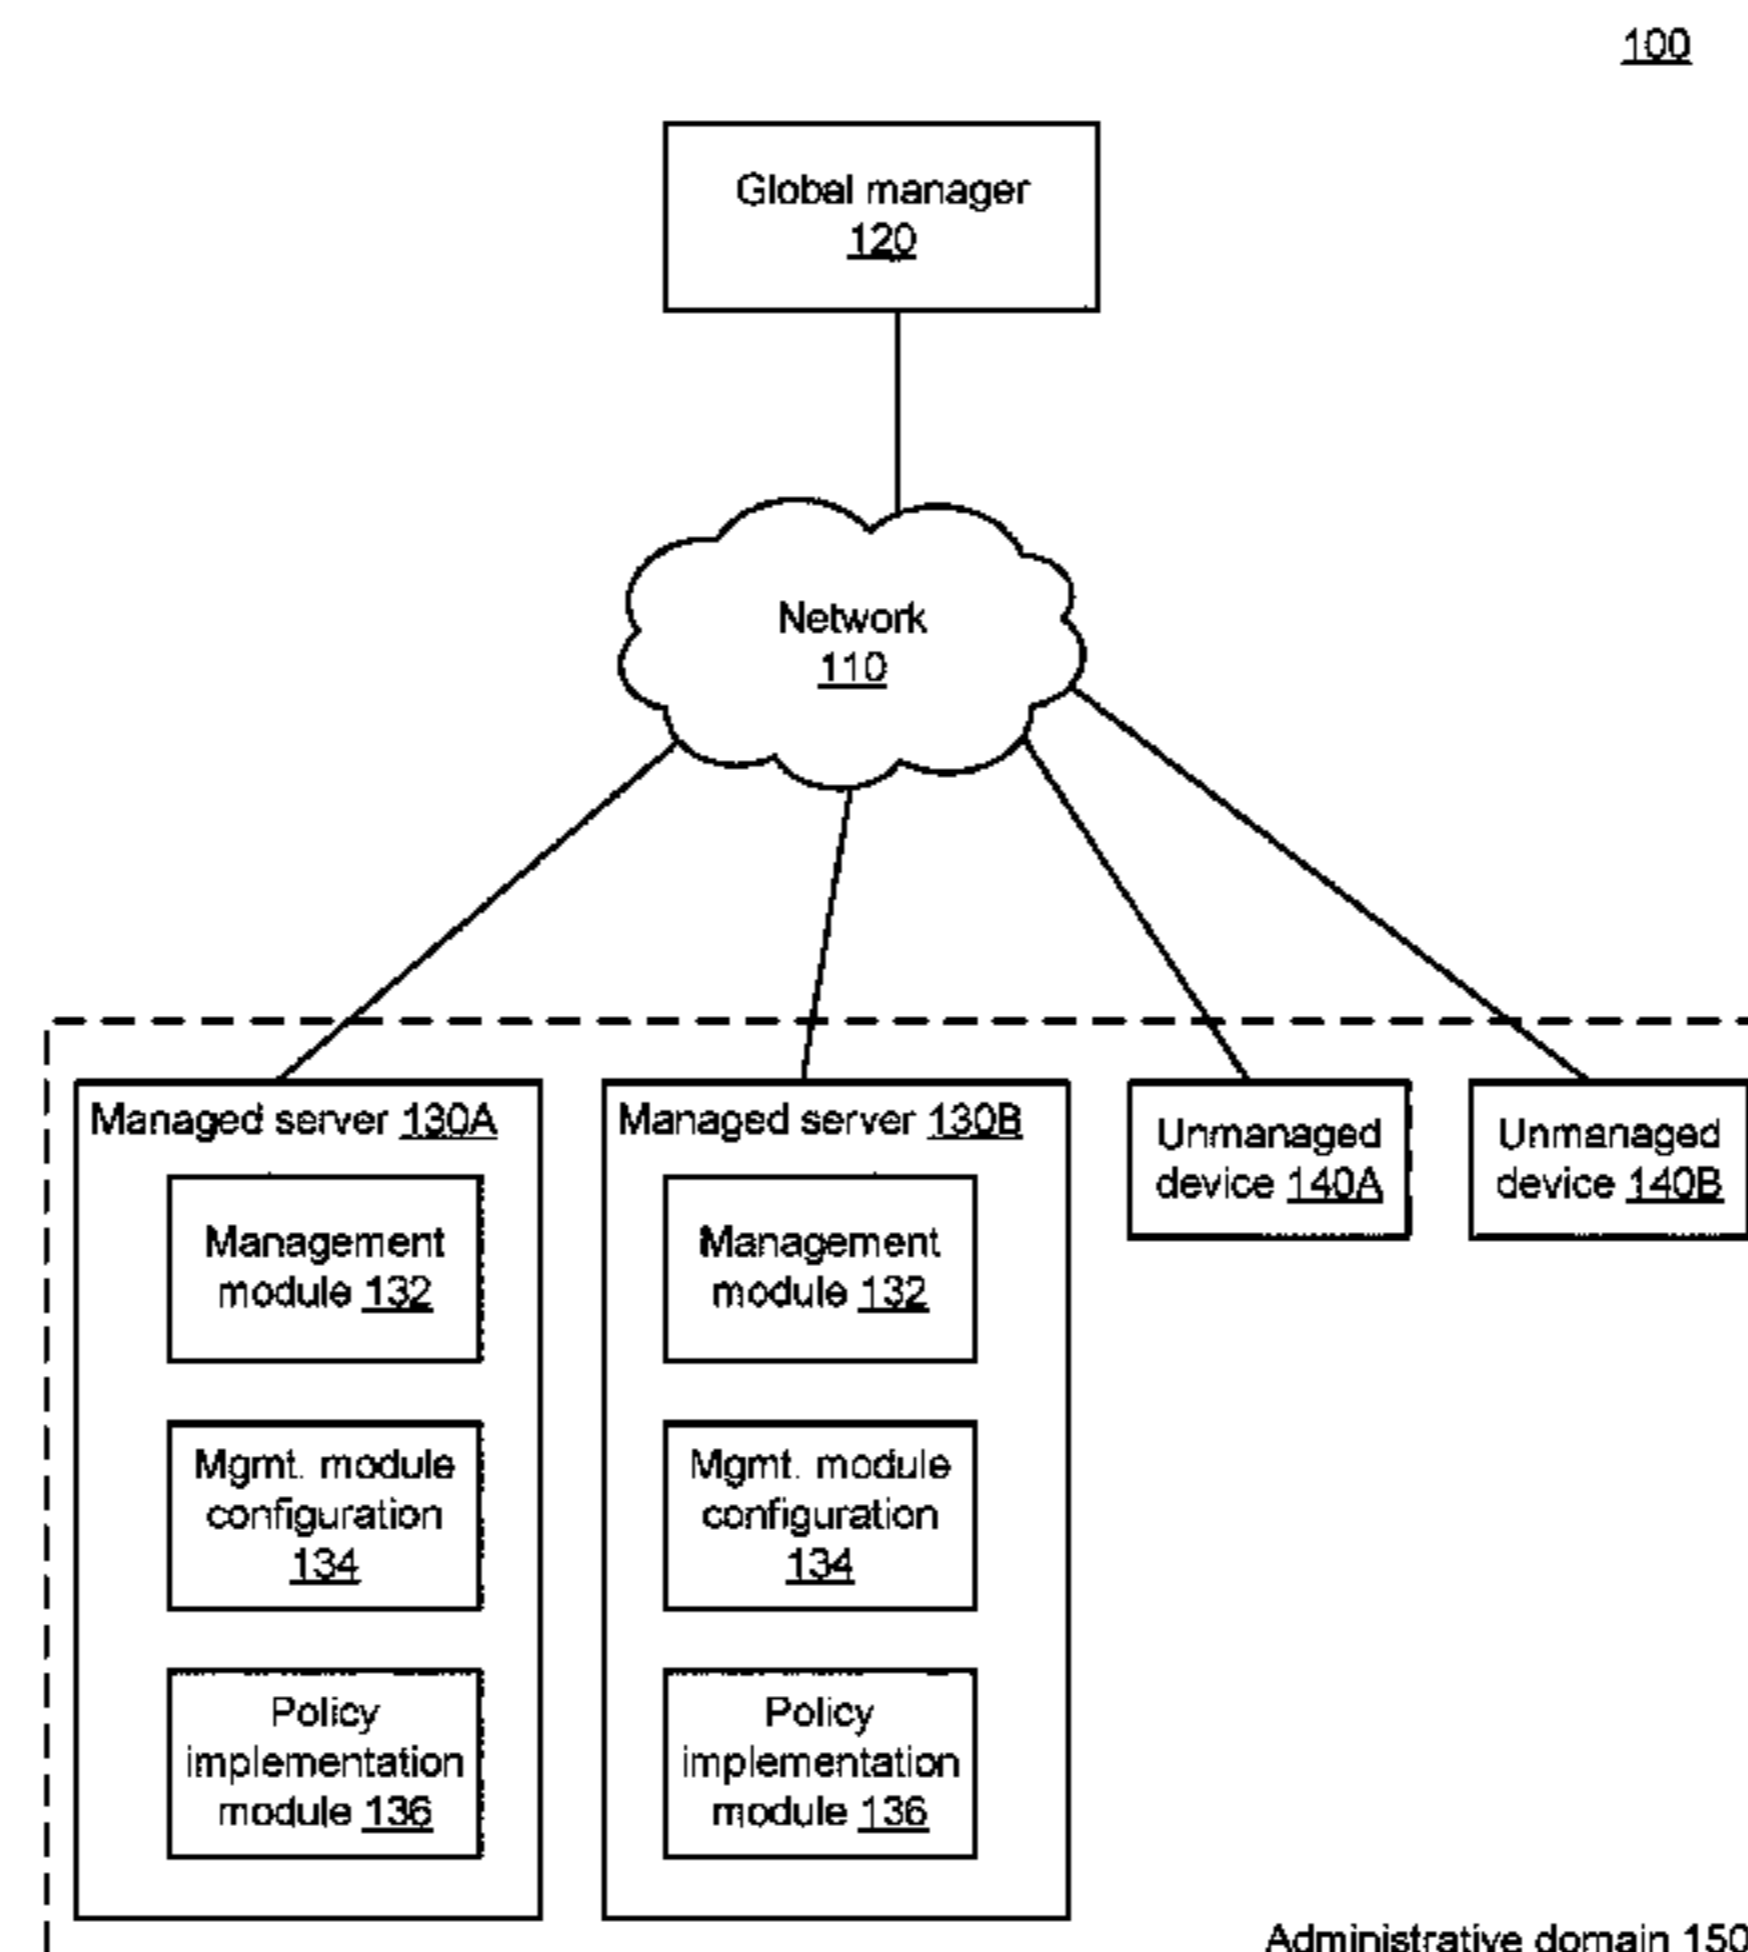 100
Global manager
120
Network
110
Managed server 130A
Management
module 132
Mgmt. module
configuration
134
Policy
implementation
module 136
Managed server 130B
Management
module 132
Mgmt. module
configuration
134
Policy
implementation
module 136
Unmanaged
device 140A
Unmanaged
device 140B
Administrative domain 150